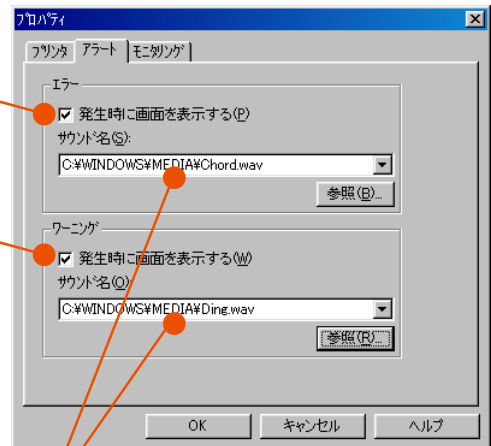 プロパティ
プリンタ アラート モニタリング
エラー
発生時に画面を表示する(P)
サウンド名(S):
C:¥WINDOWS¥MEDIA¥Chord.wav
参照(B)...
ワーニング
発生時に画面を表示する(W)
サウンド名(O):
C:¥WINDOWS¥MEDIA¥Ding.wav
参照(R)...
OK キャンセル ヘルプ